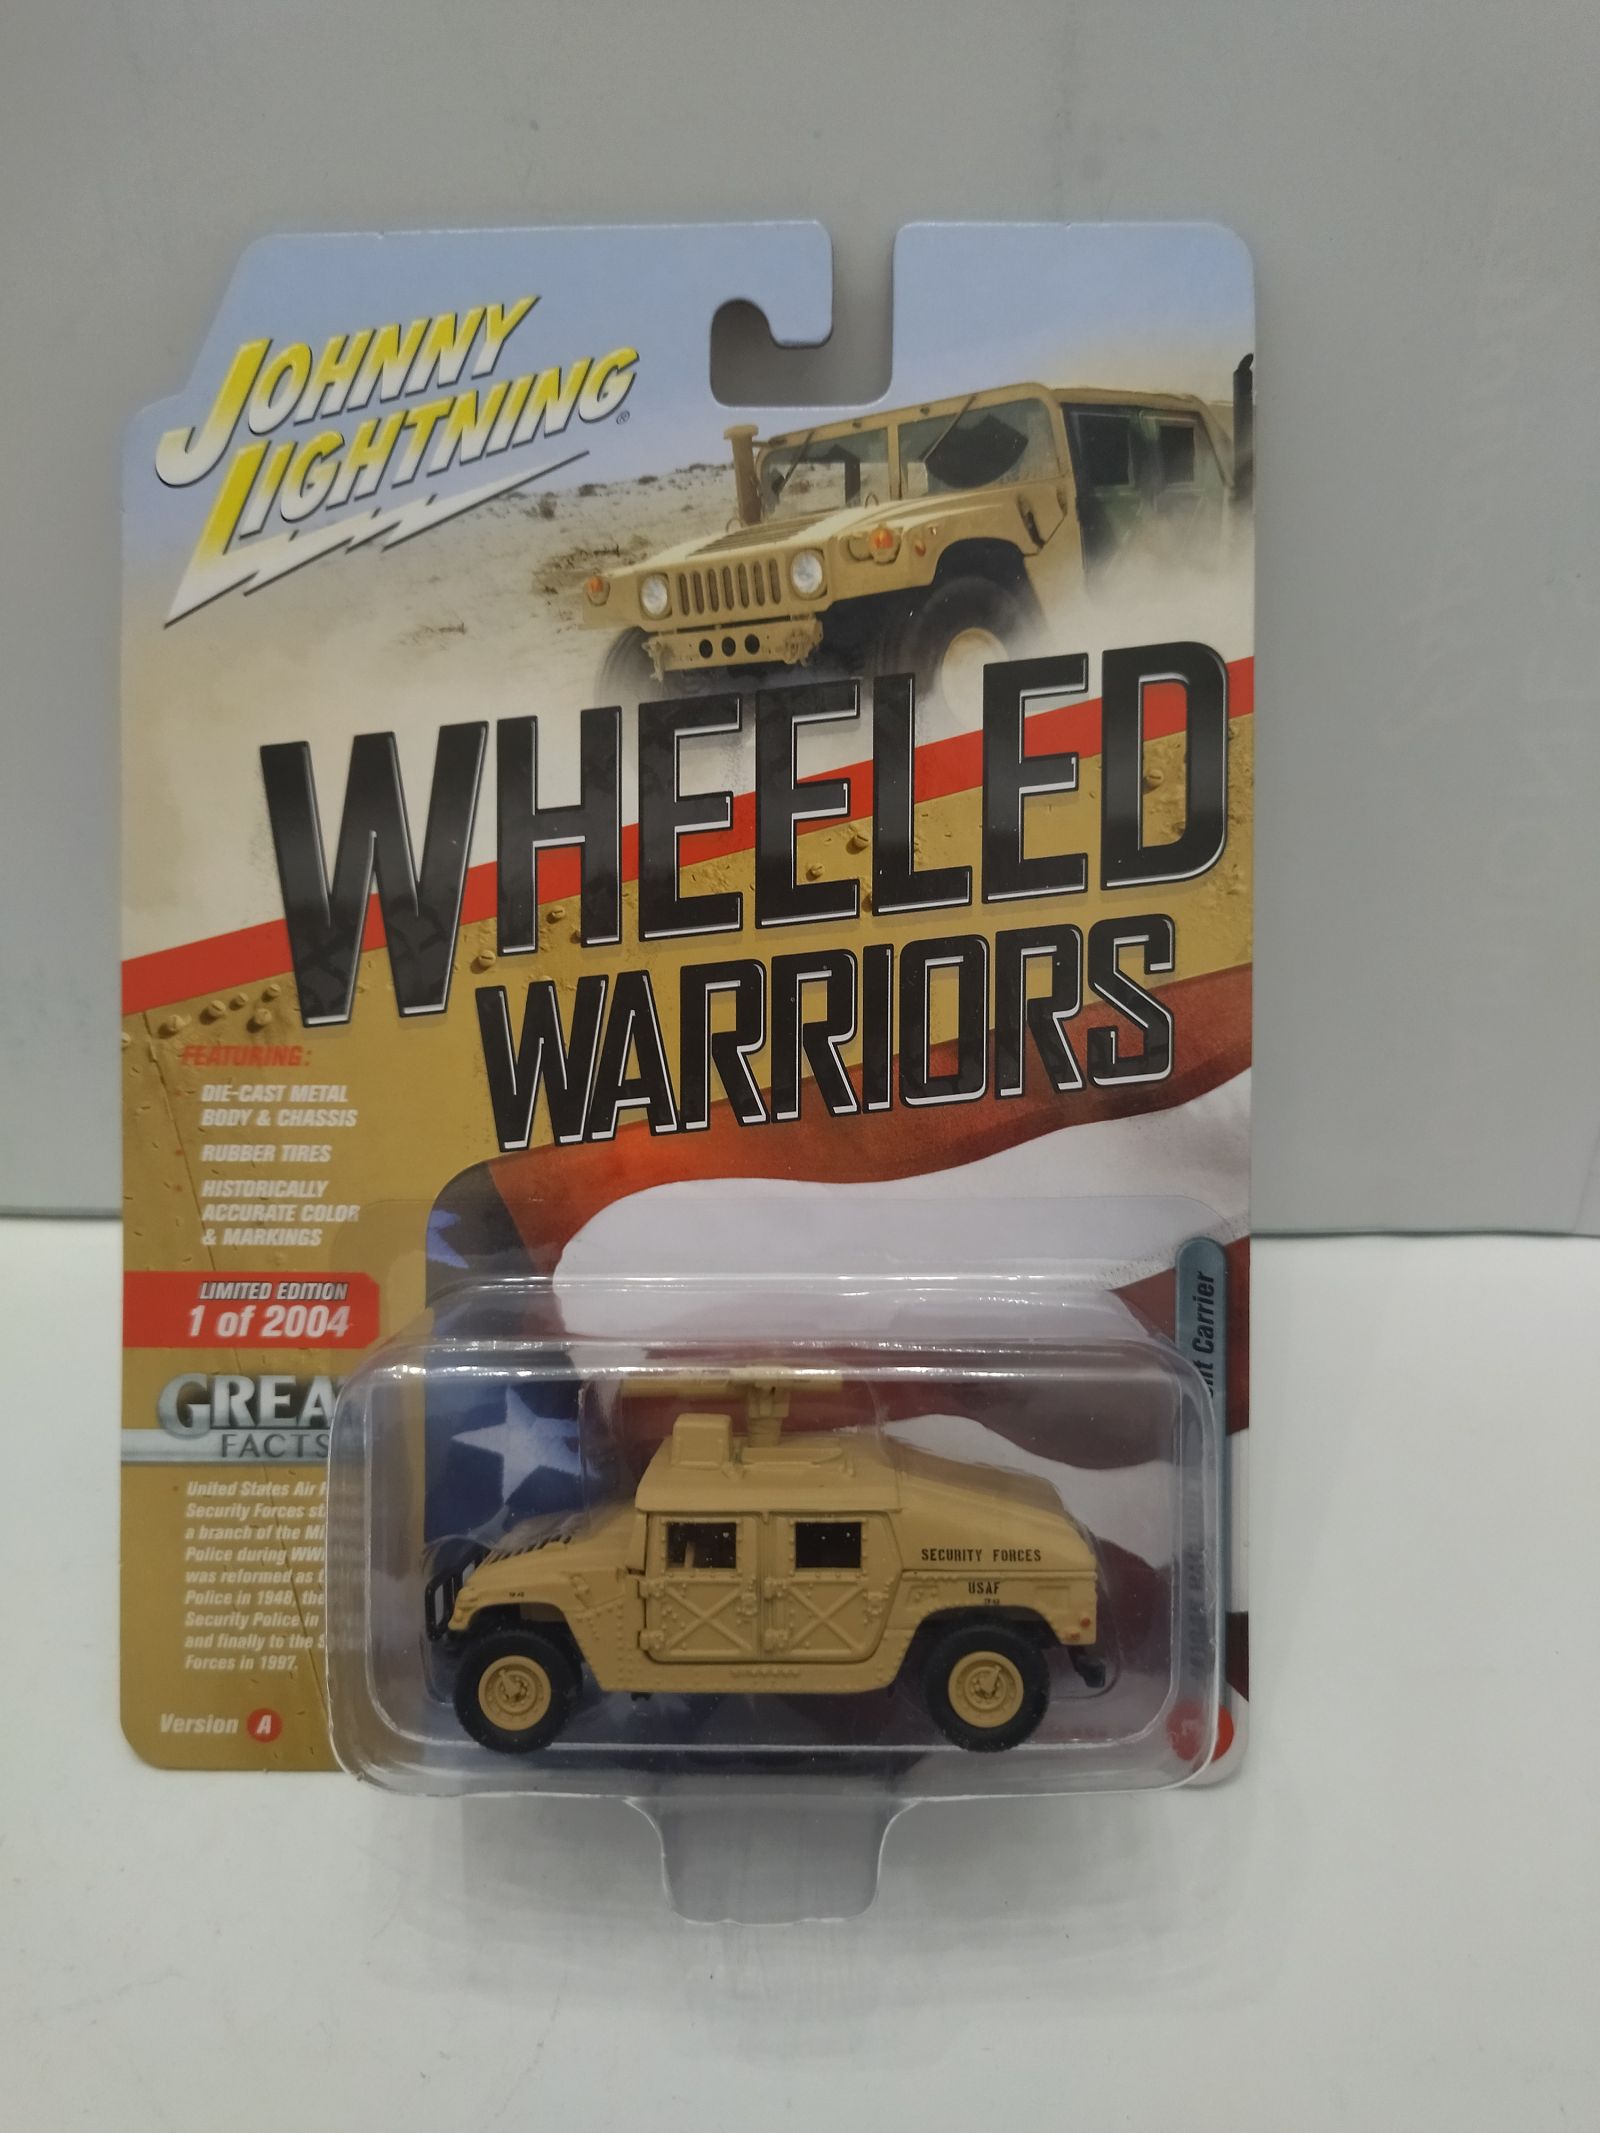 JOHNNY
LIGHTNING®
WHEELED
WARRIORS
FEATURING:
DIE-CAST METAL
BODY & CHASSIS
RUBBER TIRES
HISTORICALLY
ACCURATE COLOR
& MARKINGS
LIMITED EDITION
1 of 2004
GREA
FACTS
United States Air
Security Forces
a branch of the
Police during
was reformed as
Police in 1948, the
Security Police in
and finally to the
Forces in 1997.
Version A
Carrier
SECURITY FORCES
USAF